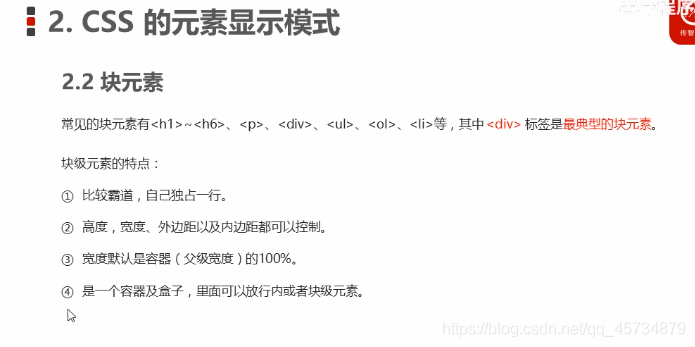 2. CSS 的元素显示模式
2.2 块元素
常见的块元素有<h1>~<h6>、<p>、<div>、<ul>、<ol>、<li>等，其中 <div> 标签是最典型的块元素。
块级元素的特点：
① 比较霸道，自己独占一行。
② 高度，宽度、外边距以及内边距都可以控制。
③ 宽度默认是容器（父级宽度）的100%。
④ 是一个容器及盒子，里面可以放行内或者块级元素。
https://blog.csdn.net/qq_45734879